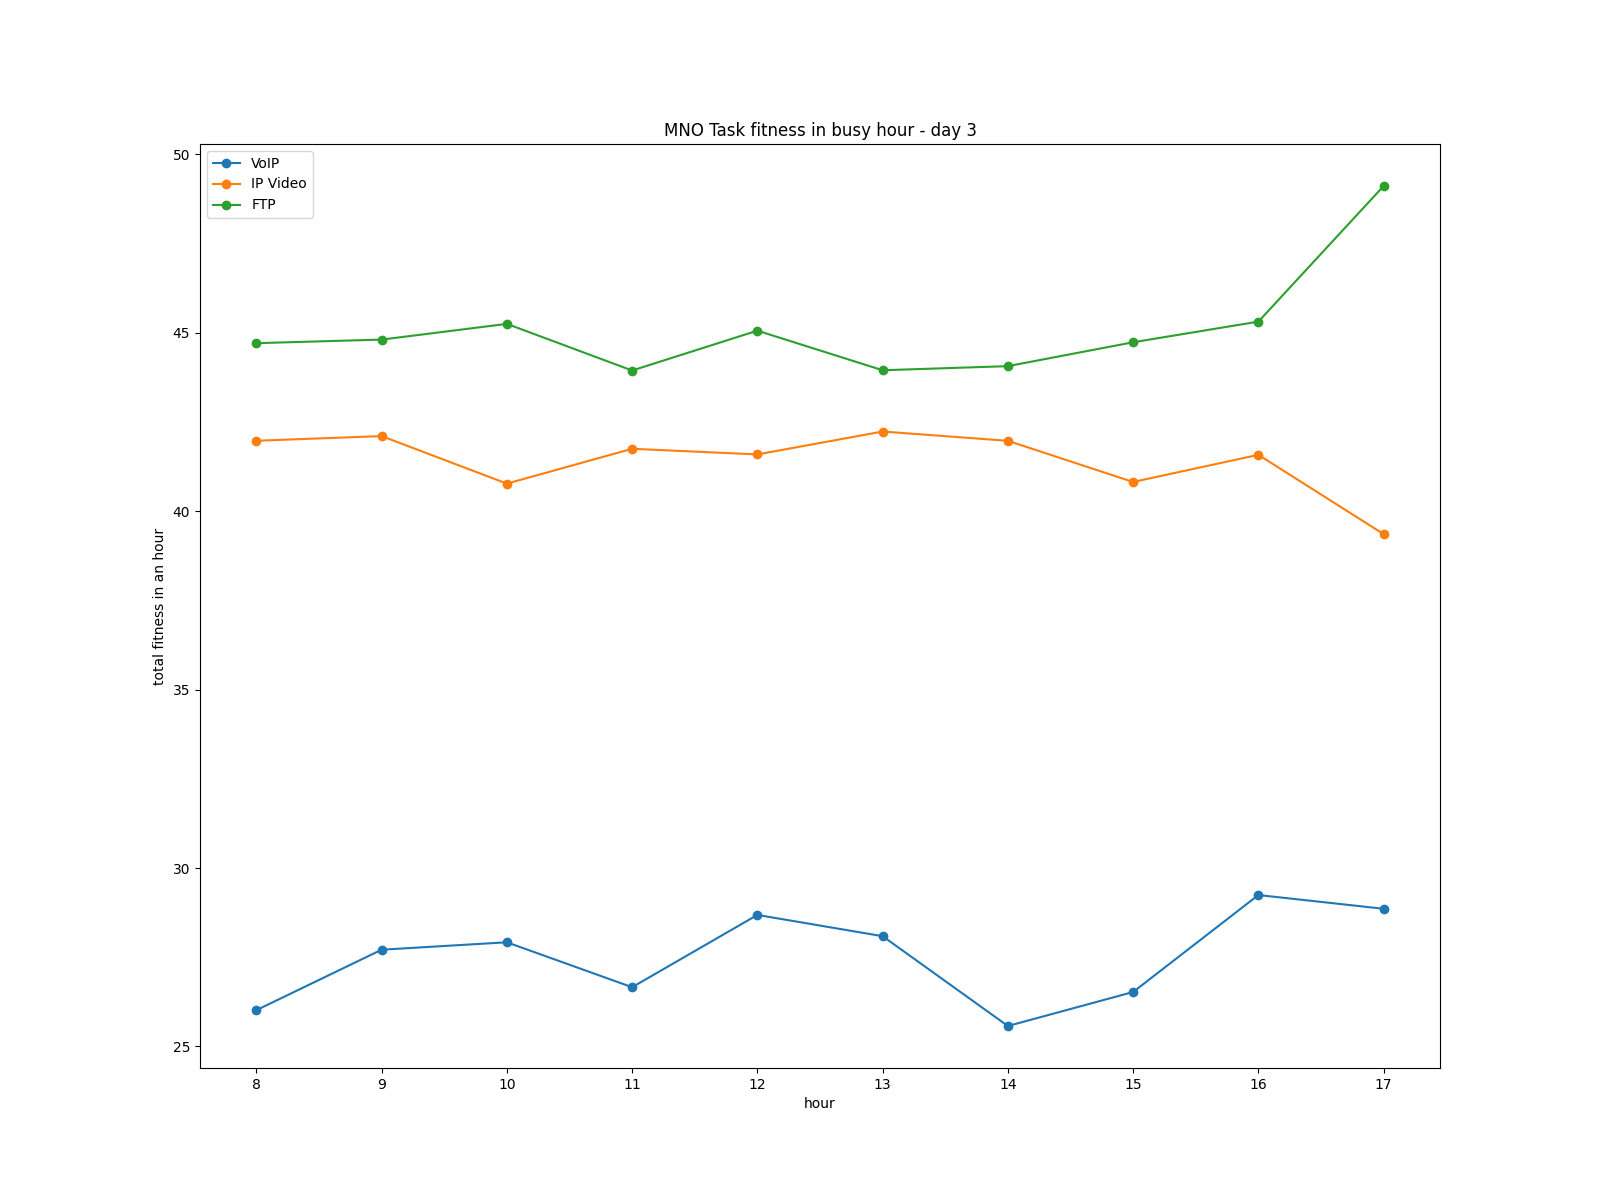 MNO Task fitness in busy hour - day 3
VoIP
IP Video
FTP
total fitness in an hour
50
45
40
35
30
25
8 9 10 11 12 13 14 15 16 17
hour